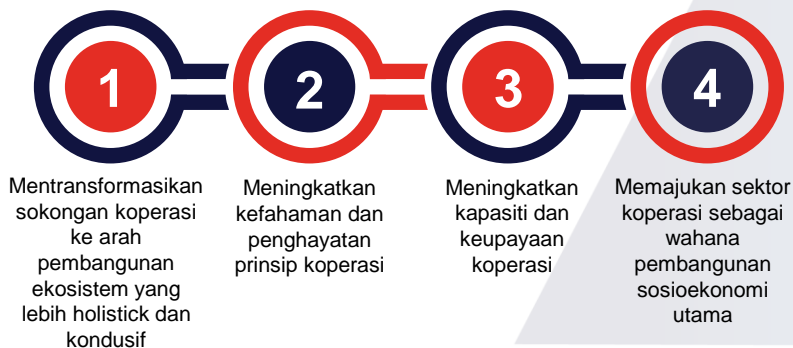 1
Mentransformasikan
sokongan koperasi
ke arah
pembangunan
ekosistem yang
lebih holistick dan
kondusif
2
Meningkatkan
kefahaman dan
penghayatan
prinsip koperasi
3
Meningkatkan
kapasiti dan
keupayaan
koperasi
4
Memajukan sektor
koperasi sebagai
wahana
pembangunan
sosioekonomi
utama